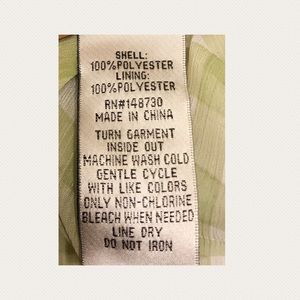 SHELL:
100%POLYESTER
LINING:
100%POLYESTER
RN#148730
MADE IN CHINA
TURN GARMENT
INSIDE OUT
MACHINE WASH COLD
GENTLE CYCLE
WITH LIKE COLORS
ONLY NON-CHLORINE
BLEACH WHEN NEEDED
LINE DRY
DO NOT IRON